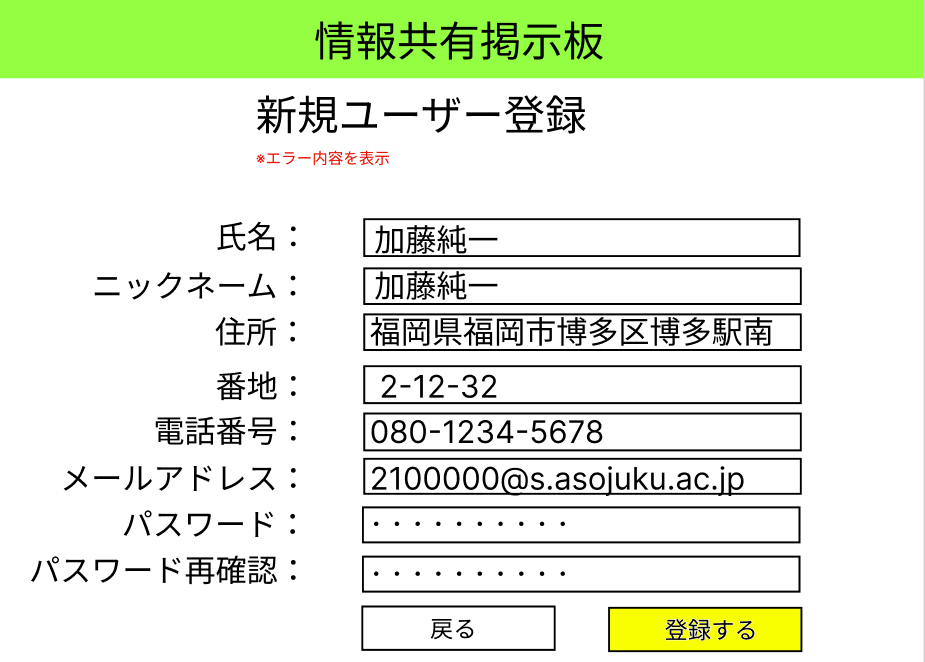 情報共有掲示板
新規ユーザー登録
※エラー内容を表示
氏名： 加藤純一
ニックネーム： 加藤純一
住所： 福岡県福岡市博多区博多駅南
番地： 2-12-32
電話番号： 080-1234-5678
メールアドレス： 2100000@s.asojuku.ac.jp
パスワード： ・・・・・・・・・・
パスワード再確認： ・・・・・・・・・・
戻る 登録する